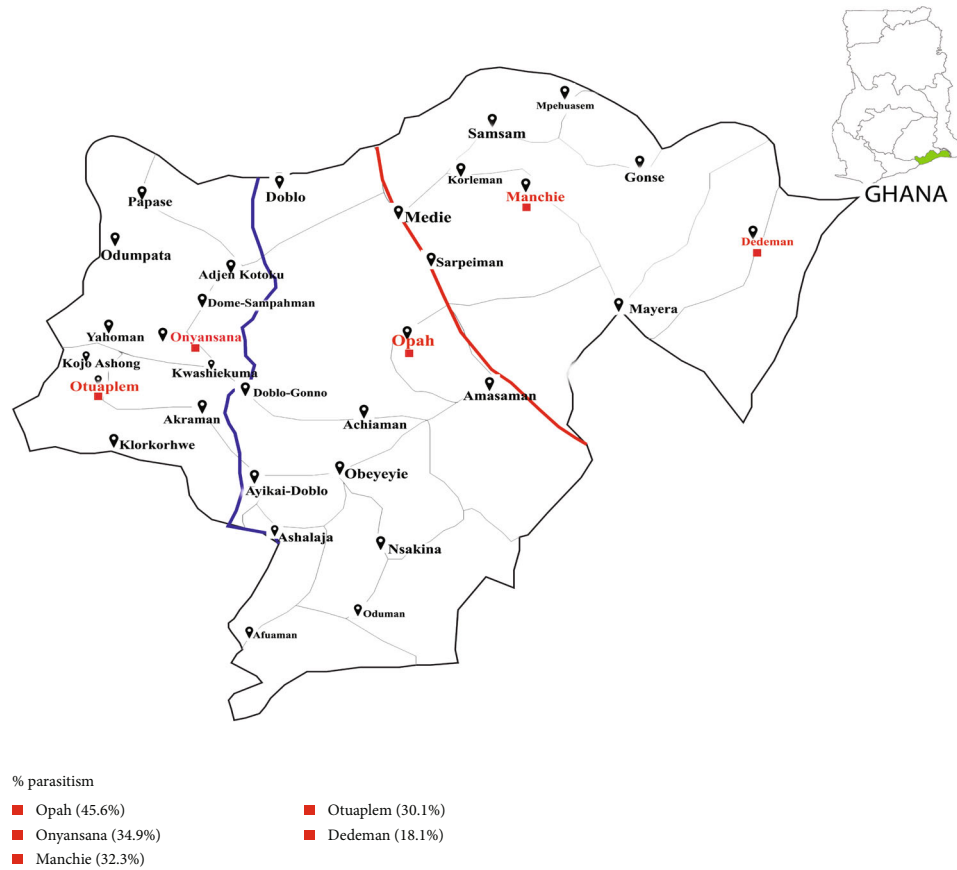 Mpehuasem
Samsam
Gonse
Korleman
Manchie
GHANA
Papase
Doblo
Medie
Odumpata
Dedeman
Sarpeiman
Adjen Kotoku
Dome-Sampahman
Mayera
Yahoman
Onyansana
Opah
Kojo Ashong
Kwashiekuma
Otuaplem
Doblo-Gonno
Amasaman
Akraman
Achiaman
Klorkorhwe
Obeyeyie
Ayikai-Doblo
Ashalaja
Nsakina
Oduman
Afuaman
% parasitism
Opah (45.6%)
Onyansana (34.9%)
Manchie (32.3%)
Otuaplem (30.1%)
Dedeman (18.1%)